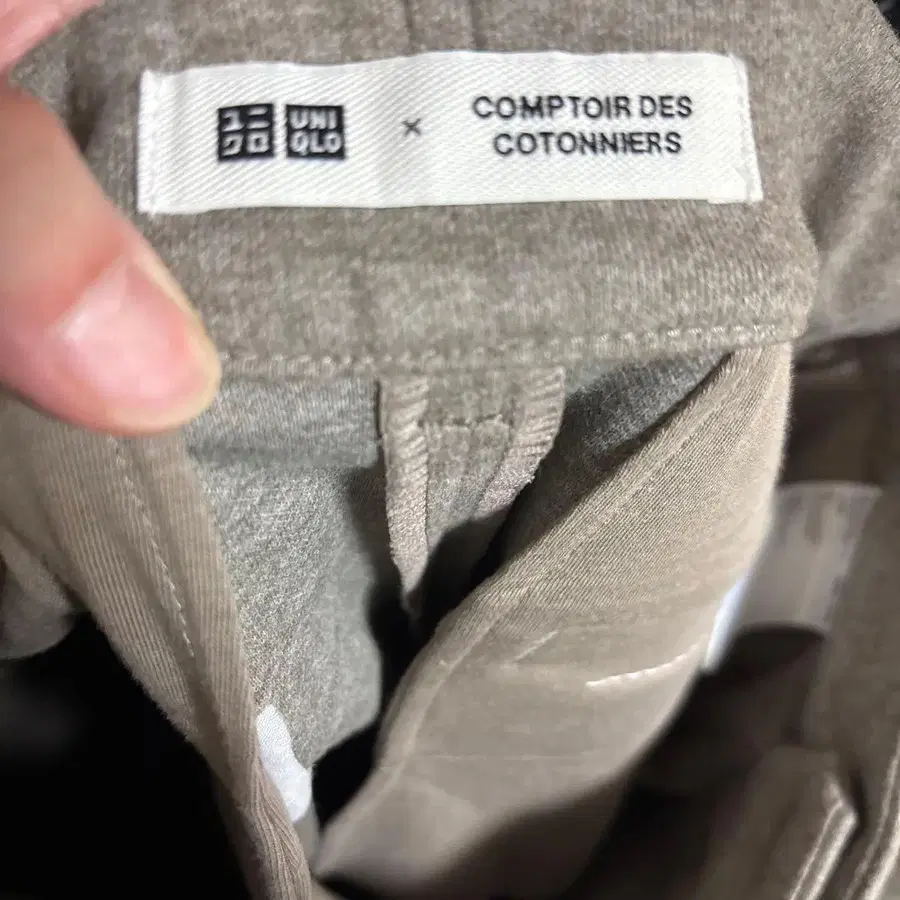 ユニ
クロ
UNI
QLO
×
COMPTOIR DES
COTONNIERS